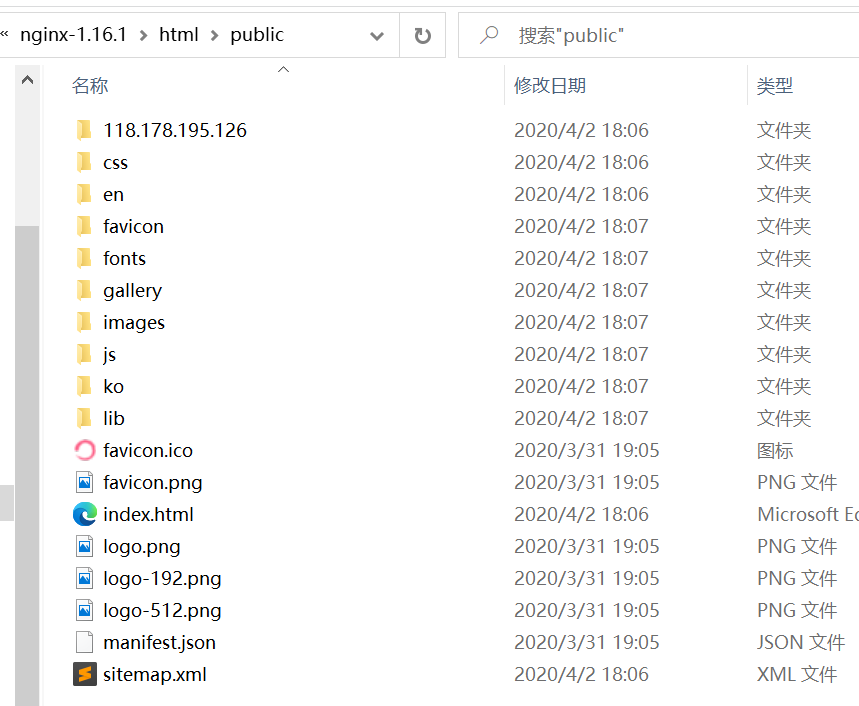 « nginx-1.16.1 > html > public 搜索"public"
名称 修改日期 类型
118.178.195.126 2020/4/2 18:06 文件夹
css 2020/4/2 18:06 文件夹
en 2020/4/2 18:06 文件夹
favicon 2020/4/2 18:07 文件夹
fonts 2020/4/2 18:07 文件夹
gallery 2020/4/2 18:07 文件夹
images 2020/4/2 18:07 文件夹
js 2020/4/2 18:07 文件夹
ko 2020/4/2 18:07 文件夹
lib 2020/4/2 18:07 文件夹
favicon.ico 2020/3/31 19:05 图标
favicon.png 2020/3/31 19:05 PNG 文件
index.html 2020/4/2 18:06 Microsoft Ec
logo.png 2020/3/31 19:05 PNG 文件
logo-192.png 2020/3/31 19:05 PNG 文件
logo-512.png 2020/3/31 19:05 PNG 文件
manifest.json 2020/3/31 19:05 JSON 文件
sitemap.xml 2020/4/2 18:06 XML 文件